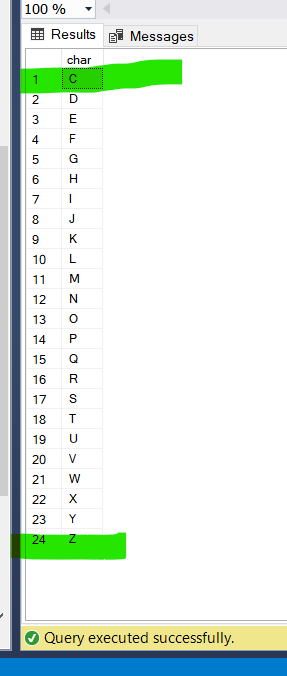 100 %
Results Messages
char
1 C
2 D
3 E
4 F
5 G
6 H
7 I
8 J
9 K
10 L
11 M
12 N
13 O
14 P
15 Q
16 R
17 S
18 T
19 U
20 V
21 W
22 X
23 Y
24 Z
Query executed successfully.